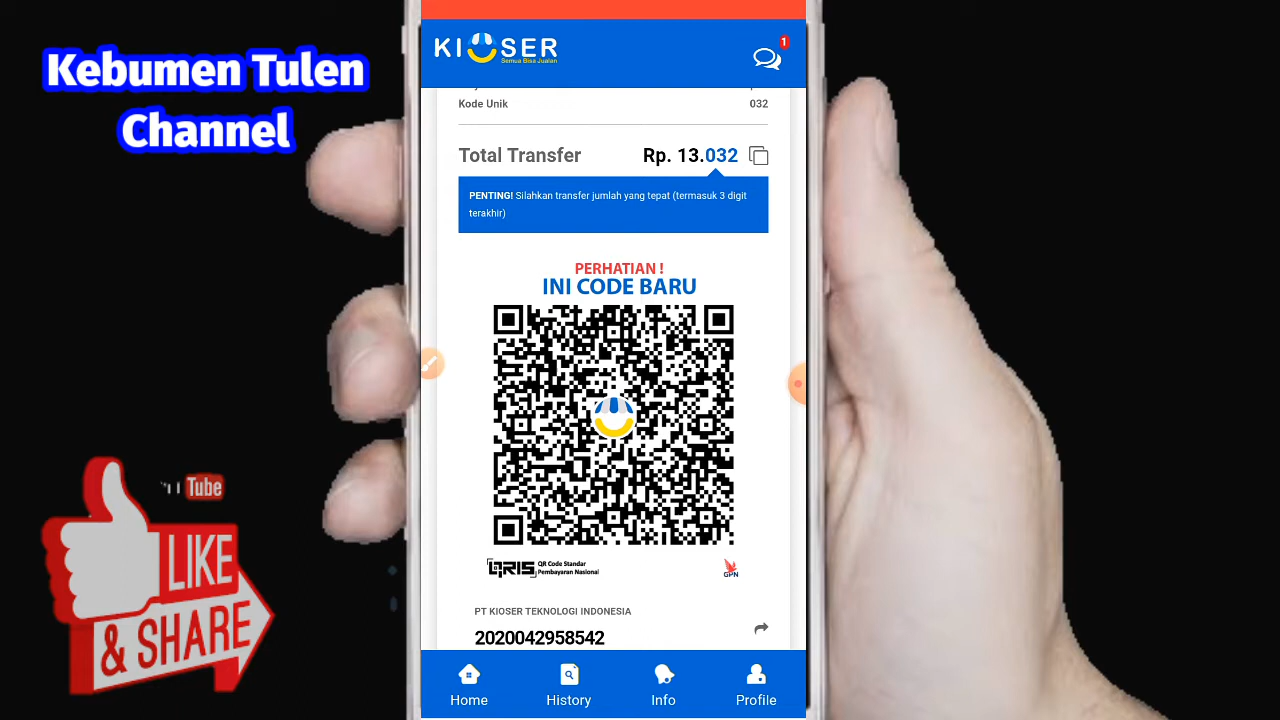 Kebumen Tulen
Channel
KIOSER
Semua Bisa Jualan
1
Kode Unik 032
Total Transfer Rp. 13.032
PENTING! Silahkan transfer jumlah yang tepat (termasuk 3 digit
terakhir)
PERHATIAN !
INI CODE BARU
QRIS QR Code Standar
Pembayaran Nasional
GPN
PT KIOSER TEKNOLOGI INDONESIA
2020042958542
Home History Info Profile
Tube
LIKE
& SHARE